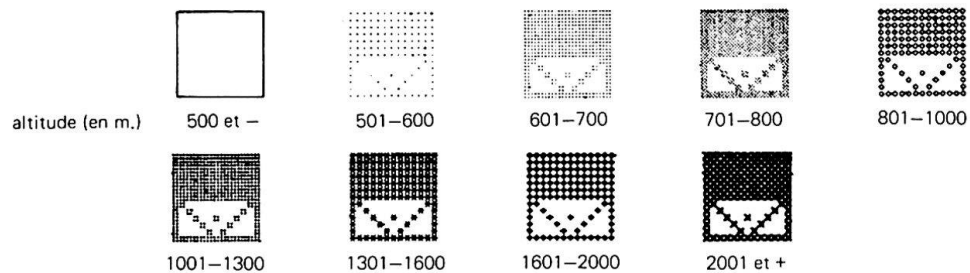 altitude (en m.) 500 et — 501—600 601—700 701—800 801—1000
1001—1300 1301—1600 1601—2000 2001 et +